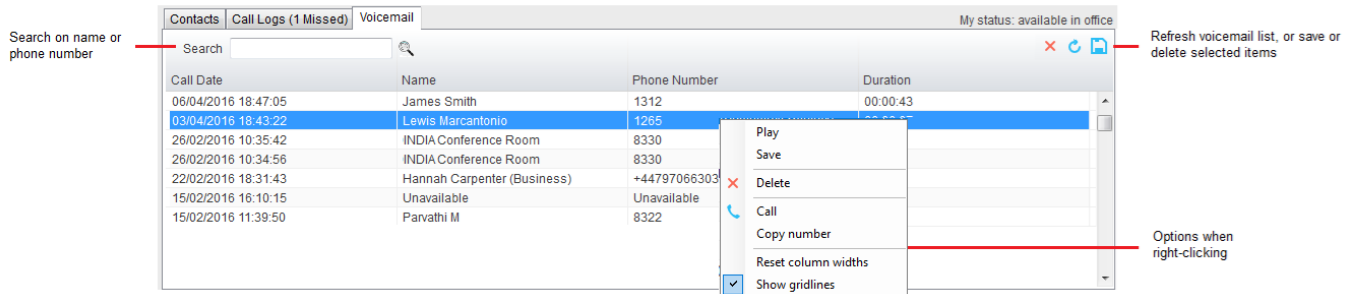 Contacts Call Logs (1 Missed) Voicemail My status: available in office
Search on name or
phone number
Search
Refresh voicemail list, or save or
delete selected items
Call Date Name Phone Number Duration
06/04/2016 18:47:05 James Smith 1312 00:00:43
03/04/2016 18:43:22 Lewis Marcantonio 1265
26/02/2016 10:35:42 INDIA Conference Room 8330
26/02/2016 10:34:56 INDIA Conference Room 8330
22/02/2016 18:31:43 Hannah Carpenter (Business) +44797066303
15/02/2016 16:10:15 Unavailable Unavailable
15/02/2016 11:39:50 Parvathi M 8322
Play
Save
Delete
Call
Copy number
Reset column widths
Show gridlines
Options when
right-clicking